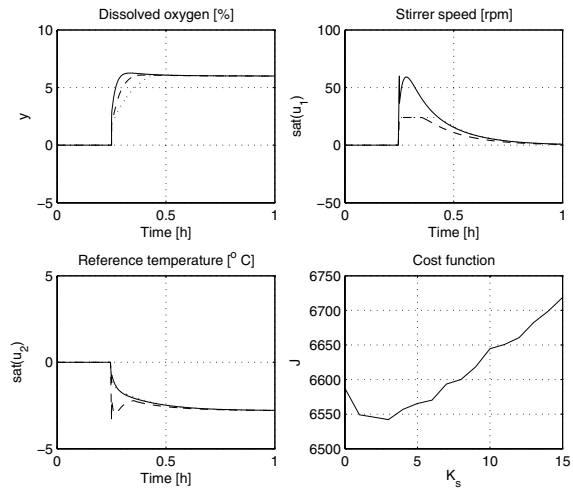 Dissolved oxygen [%]
10
5
0
−5
y
0
0.5
1
Time [h]
Stirrer speed [rpm]
100
50
0
−50
sat(u₁)
0
0.5
1
Time [h]
Reference temperature [° C]
5
0
−5
sat(u₂)
0
0.5
1
Time [h]
Cost function
6750
6700
6650
6600
6550
6500
J
0
5
10
15
Kₛ